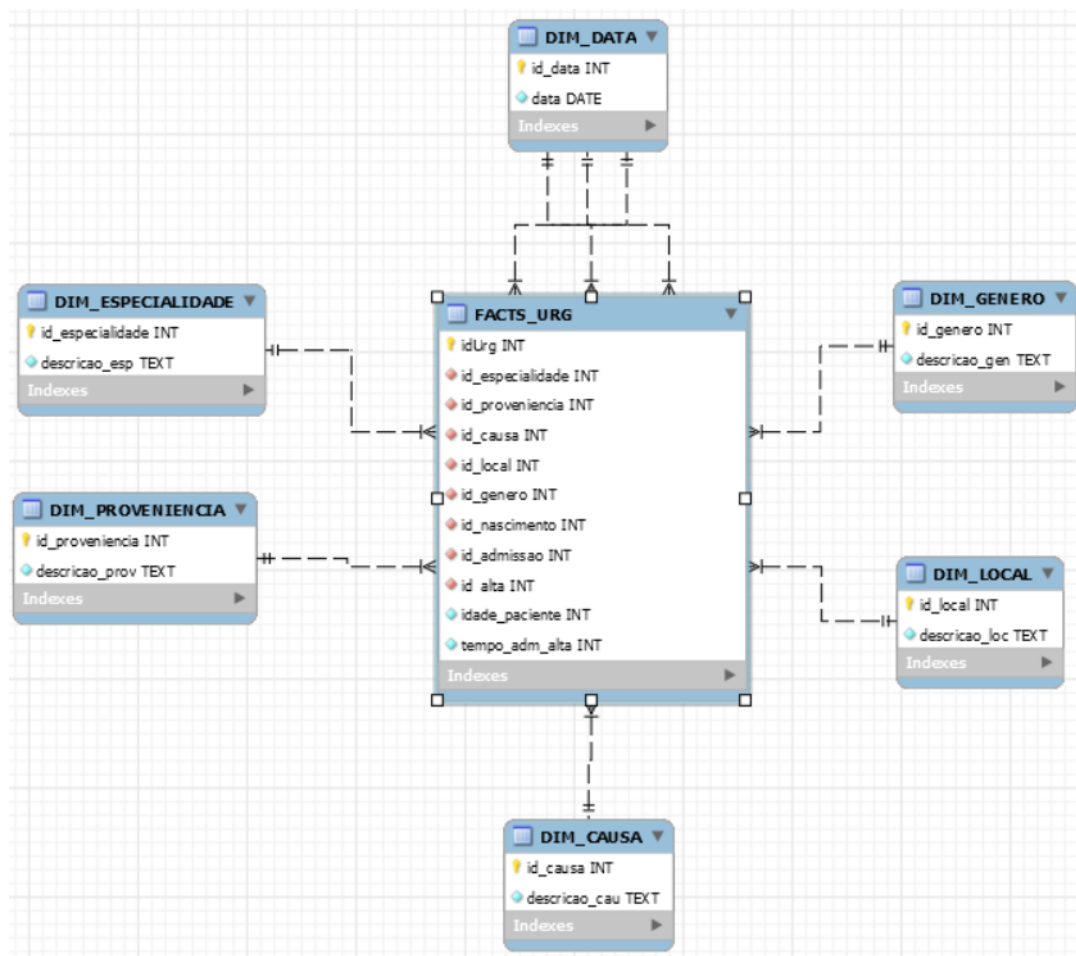 DIM_DATA
id_data INT
data DATE
Indexes
DIM_ESPECIALIDADE
id_especialidade INT
descricao_esp TEXT
Indexes
FACTS_URG
idUrg INT
id_especialidade INT
id_proveniencia INT
id_causa INT
id_local INT
id_genero INT
id_nascimento INT
id_admissao INT
id_alta INT
idade_paciente INT
tempo_adm_alta INT
Indexes
DIM_GENERO
id_genero INT
descricao_gen TEXT
Indexes
DIM_PROVENIENCIA
id_proveniencia INT
descricao_prov TEXT
Indexes
DIM_LOCAL
id_local INT
descricao_loc TEXT
Indexes
DIM_CAUSA
id_causa INT
descricao_cau TEXT
Indexes